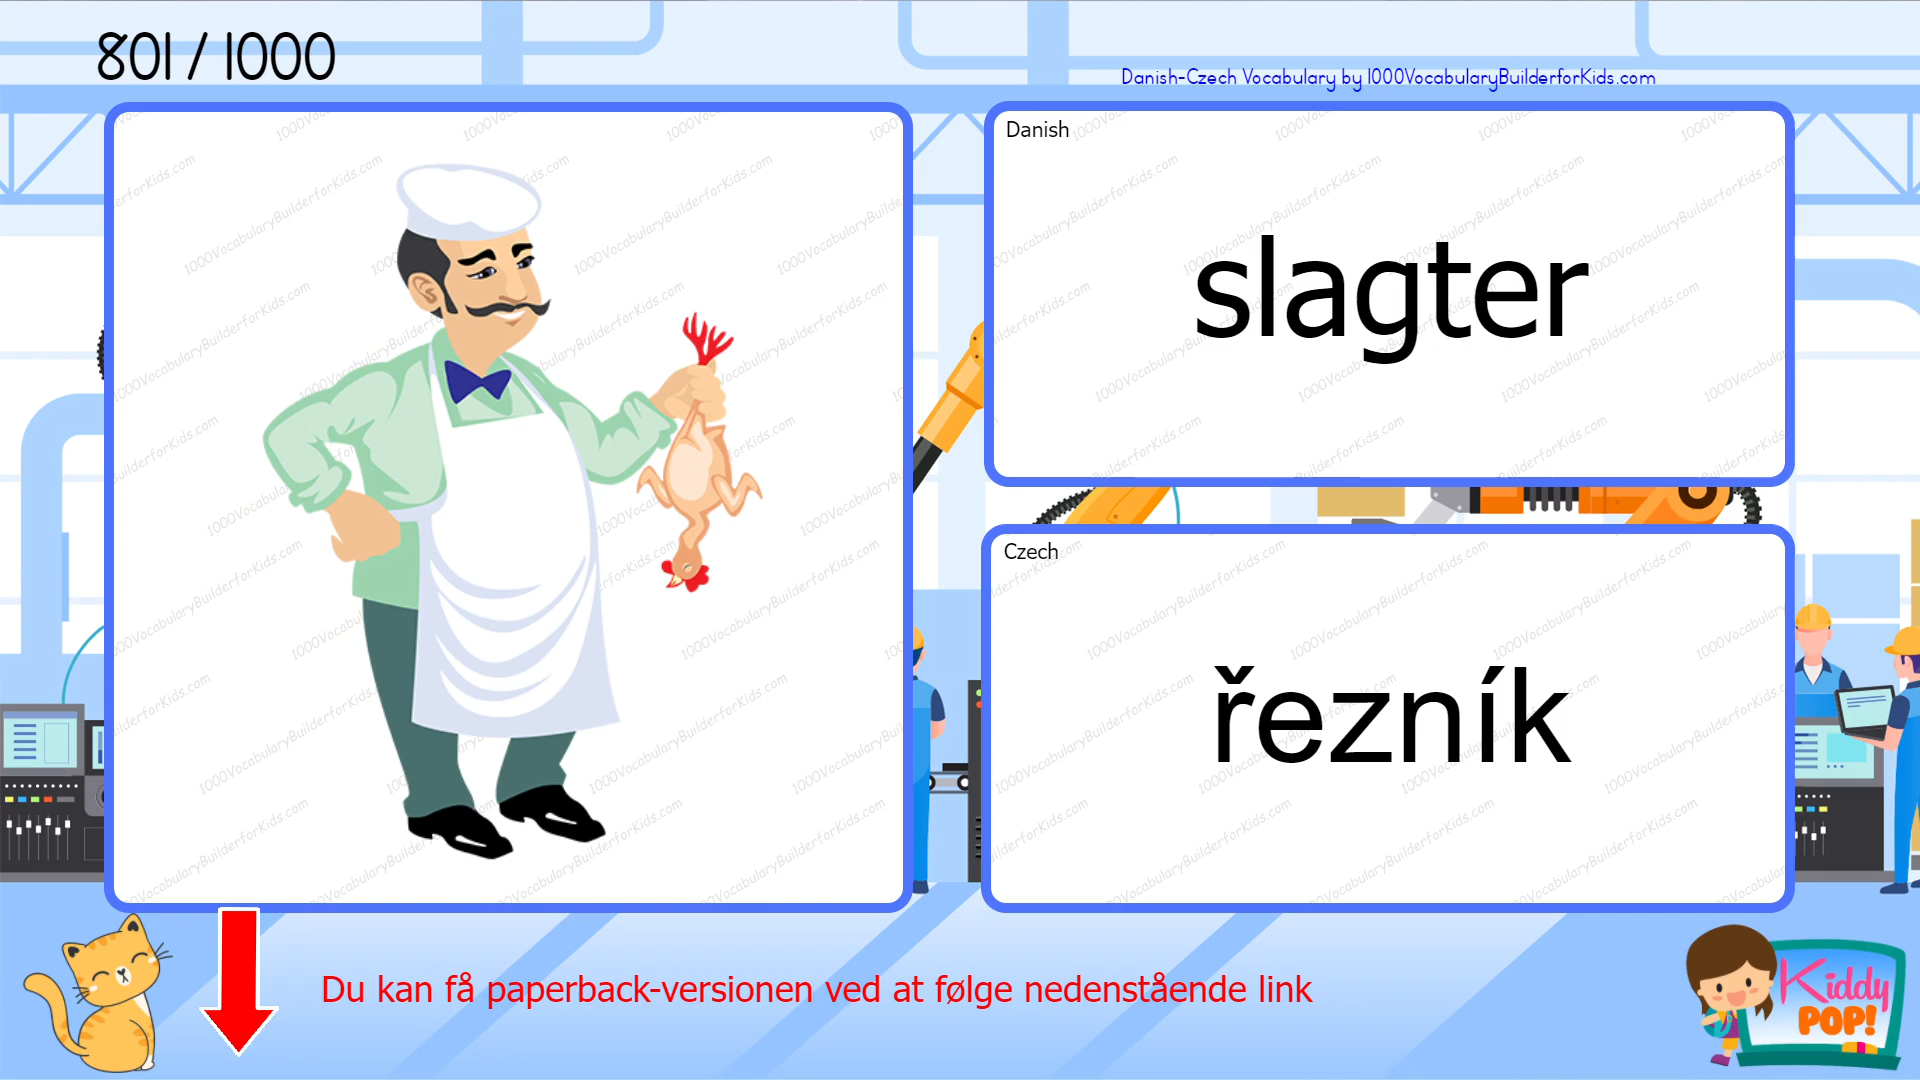 801 / 1000
Danish-Czech Vocabulary by 1000VocabularyBuilderforKids.com
Danish
slagter
Czech
řezník
Du kan få paperback-versionen ved at følge nedenstående link
Kiddy
POP!